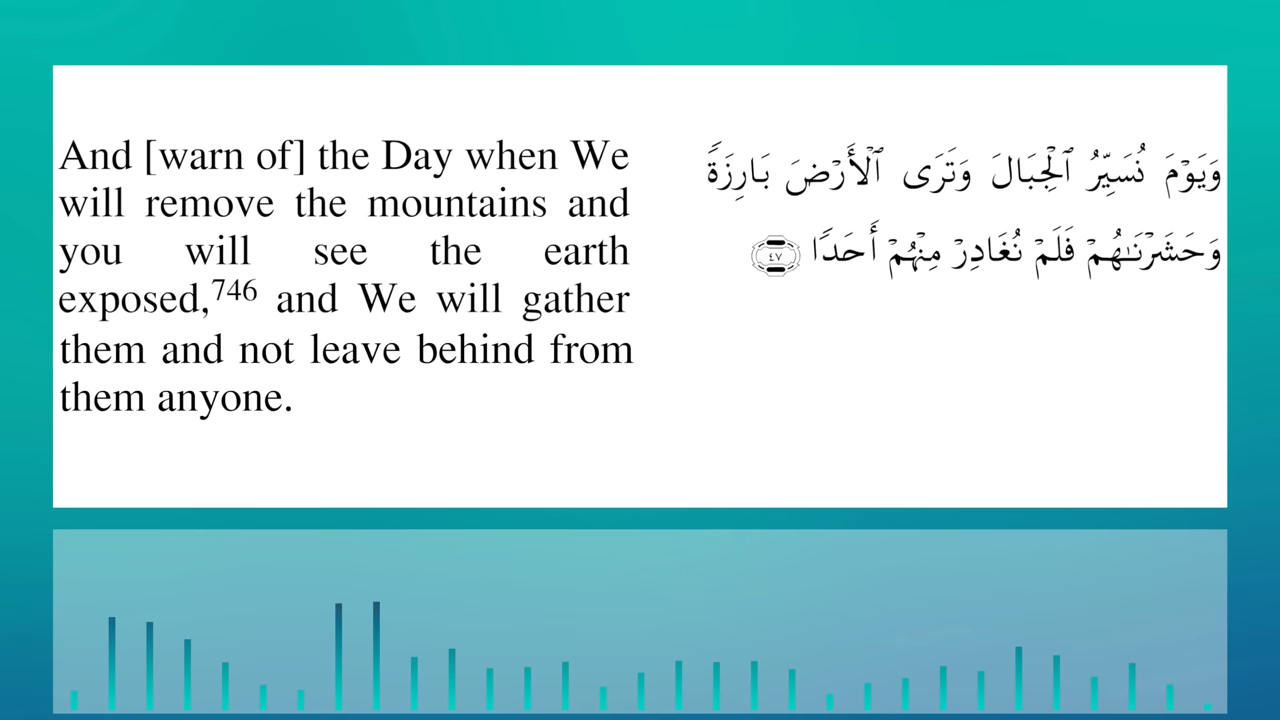 And [warn of] the Day when We
will remove the mountains and
you will see the earth
exposed,746 and We will gather
them and not leave behind from
them anyone.
وَيَوْمَ نُسَيِّرُ ٱلْجِبَالَ وَتَرَى ٱلْأَرْضَ بَارِزَةً
وَحَشَرْنَـٰهُمْ فَلَمْ نُغَادِرْ مِنْهُمْ أَحَدًا ٤٧